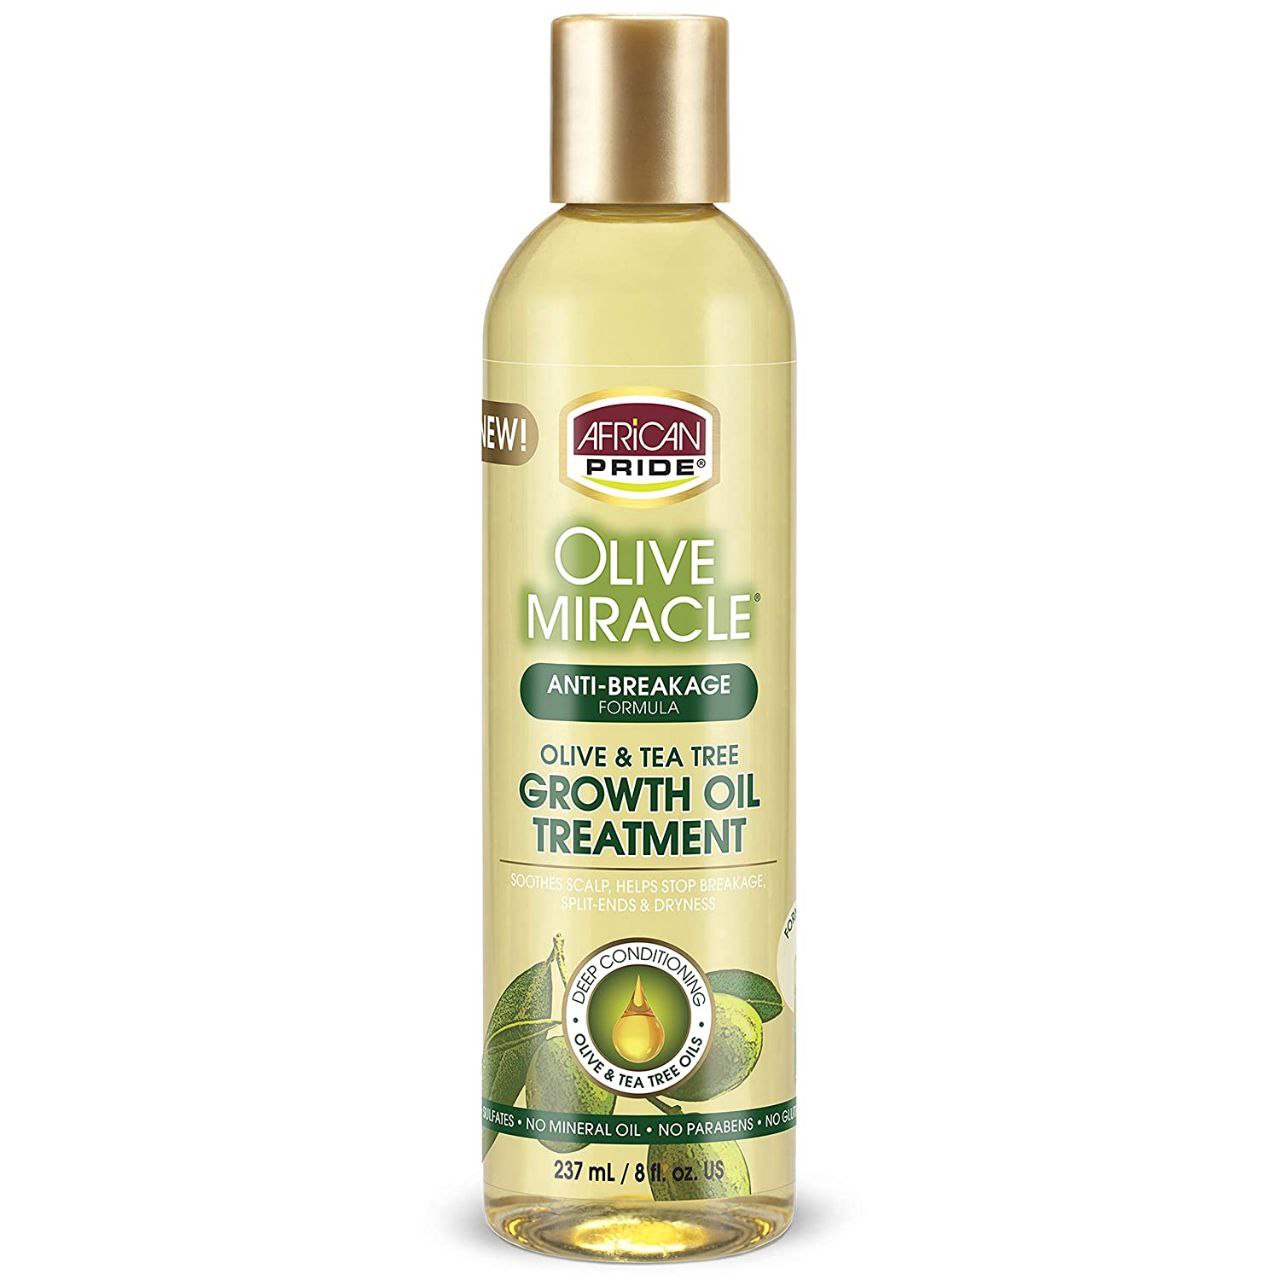 NEW!
AFRiCAN
PRIDE®
OLIVE
MIRACLE®
ANTI-BREAKAGE
FORMULA
OLIVE & TEA TREE
GROWTH OIL
TREATMENT
SOOTHES SCALP, HELPS STOP BREAKAGE,
SPLIT-ENDS & DRYNESS
DEEP CONDITIONING
• OLIVE & TEA TREE OILS •
SULFATES • NO MINERAL OIL • NO PARABENS • NO
237 mL / 8 fl. oz. US